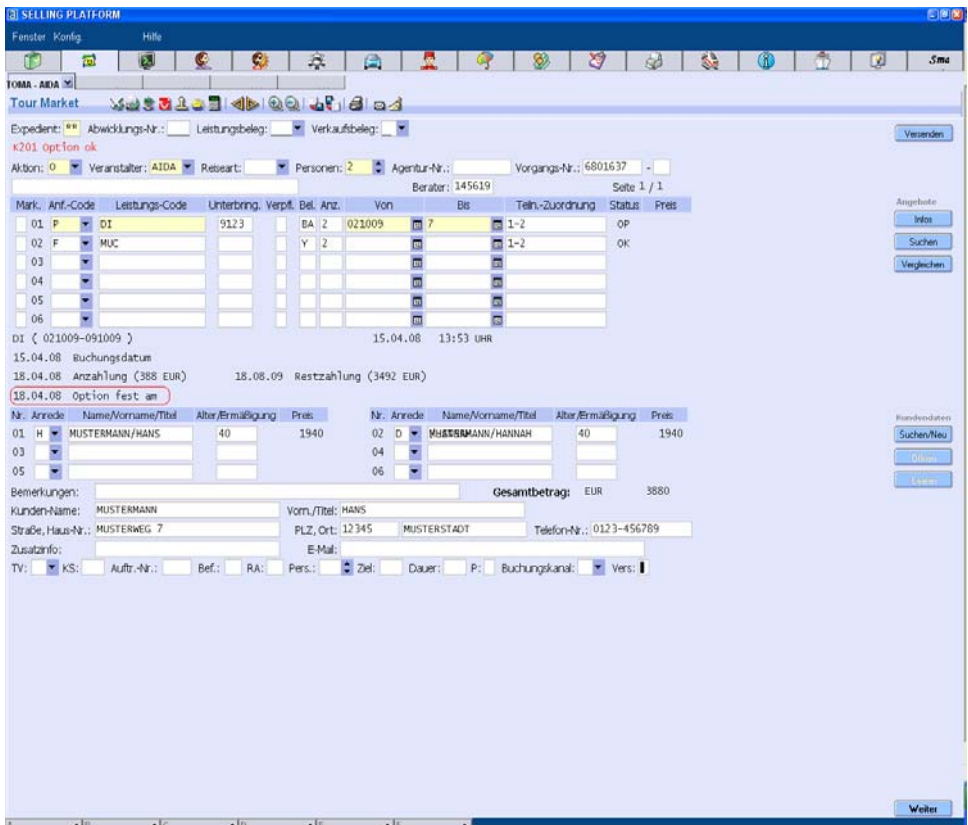 SELLING PLATFORM
Fenster Konfig. Hilfe
Sma
TOMA - AIDA
Tour Market
Expedient: ** Abwicklungs-Nr.: Leistungsbeleg: Verkaufsbeleg: _
Versenden
K201 Option ok
Aktion: O Veranstalter: AIDA Reiseart: Personen: 2 Agentur-Nr.: Vorgangs-Nr.: 6801637 -
Berater: 145619 Seite 1 / 1
Mark. Anf.-Code Leistungs-Code Unterbring. Verpfl. Bel. Anz. Von Bis Teiln.-Zuordnung Status Preis
Angebote
01 P DI 9123 BA 2 021009 7 1-2 OP
Infos
02 F MUC Y 2 1-2 OK
Suchen
03
Vergleichen
04
05
06
DI ( 021009-091009 ) 15.04.08 13:53 UHR
15.04.08 Buchungsdatum
18.04.08 Anzahlung (388 EUR) 18.08.09 Restzahlung (3492 EUR)
18.04.08 Option fest am
Nr. Anrede Name/Vorname/Titel Alter/Ermäßigung Preis Nr. Anrede Name/Vorname/Titel Alter/Ermäßigung Preis
Kundendaten
01 H MUSTERMANN/HANS 40 1940 02 D MUSTERMANN/HANNAH 40 1940
Suchen/Neu
03 04
Öffnen
05 06
Leeren
Bemerkungen: Gesamtbetrag: EUR 3880
Kunden-Name: MUSTERMANN Vorn./Titel: HANS
Straße, Haus-Nr.: MUSTERWEG 7 PLZ, Ort: 12345 MUSTERSTADT Telefon-Nr.: 0123-456789
Zusatzinfo: E-Mail:
TV: KS: Auftr.-Nr.: Bef.: RA: Pers.: Ziel: Dauer: P: Buchungskanal: Vers:
Weiter